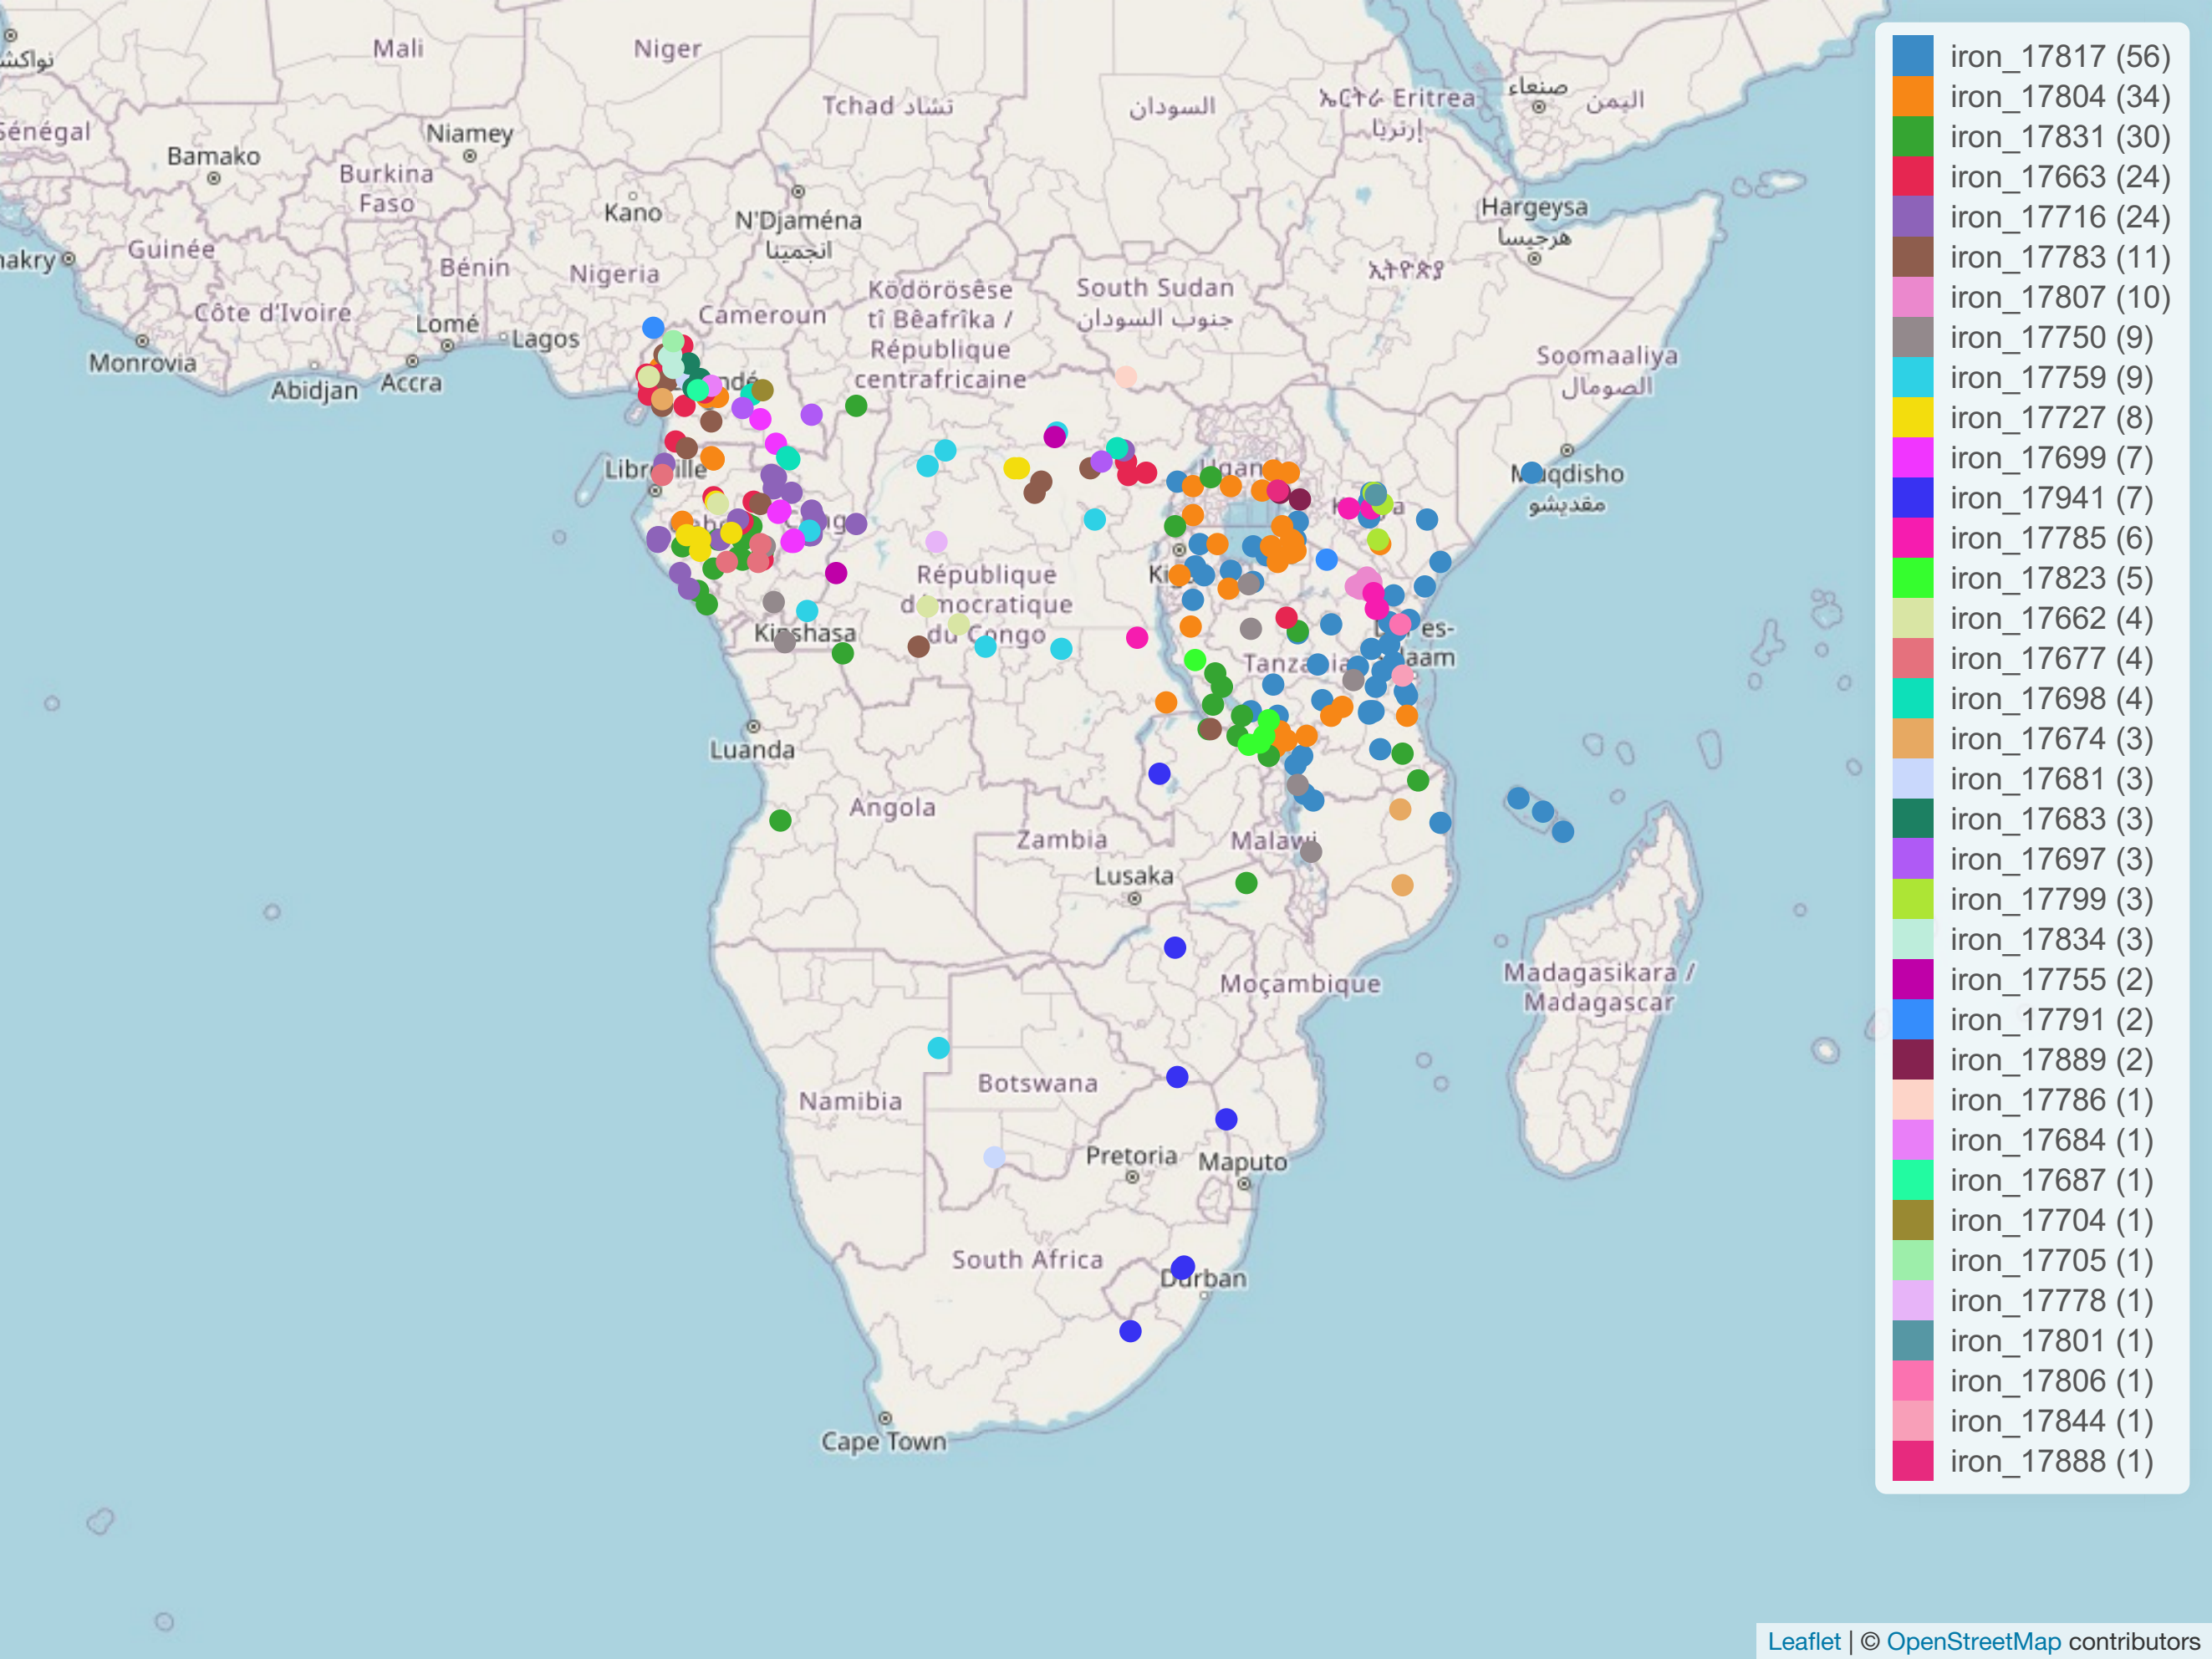 نواكش
Mali
Niger
Tchad تشاد
السودان
ኤርትራ Eritrea
إرتريا
صنعاء
اليمن
Sénégal
Niamey
Bamako
Burkina
Faso
Kano
N'Djaména
انجمينا
Hargeysa
هرجيسا
Guinée
nakry
Bénin
Nigeria
ኢትዮጵያ
Ködörösêse
tî Bêafrîka /
République
centrafricaine
South Sudan
جنوب السودان
Côte d'Ivoire
Lomé
Lagos
Cameroun
Monrovia
Abidjan
Accra
Soomaaliya
الصومال
Muqdisho
مقديشو
République
démocratique
du Congo
Kinshasa
Tanzania
Luanda
Angola
Zambia
Malawi
Lusaka
Moçambique
Madagasikara /
Madagascar
Botswana
Namibia
Pretoria
Maputo
South Africa
Durban
Cape Town
iron_17817 (56)
iron_17804 (34)
iron_17831 (30)
iron_17663 (24)
iron_17716 (24)
iron_17783 (11)
iron_17807 (10)
iron_17750 (9)
iron_17759 (9)
iron_17727 (8)
iron_17699 (7)
iron_17941 (7)
iron_17785 (6)
iron_17823 (5)
iron_17662 (4)
iron_17677 (4)
iron_17698 (4)
iron_17674 (3)
iron_17681 (3)
iron_17683 (3)
iron_17697 (3)
iron_17799 (3)
iron_17834 (3)
iron_17755 (2)
iron_17791 (2)
iron_17889 (2)
iron_17786 (1)
iron_17684 (1)
iron_17687 (1)
iron_17704 (1)
iron_17705 (1)
iron_17778 (1)
iron_17801 (1)
iron_17806 (1)
iron_17844 (1)
iron_17888 (1)
Leaflet | © OpenStreetMap contributors